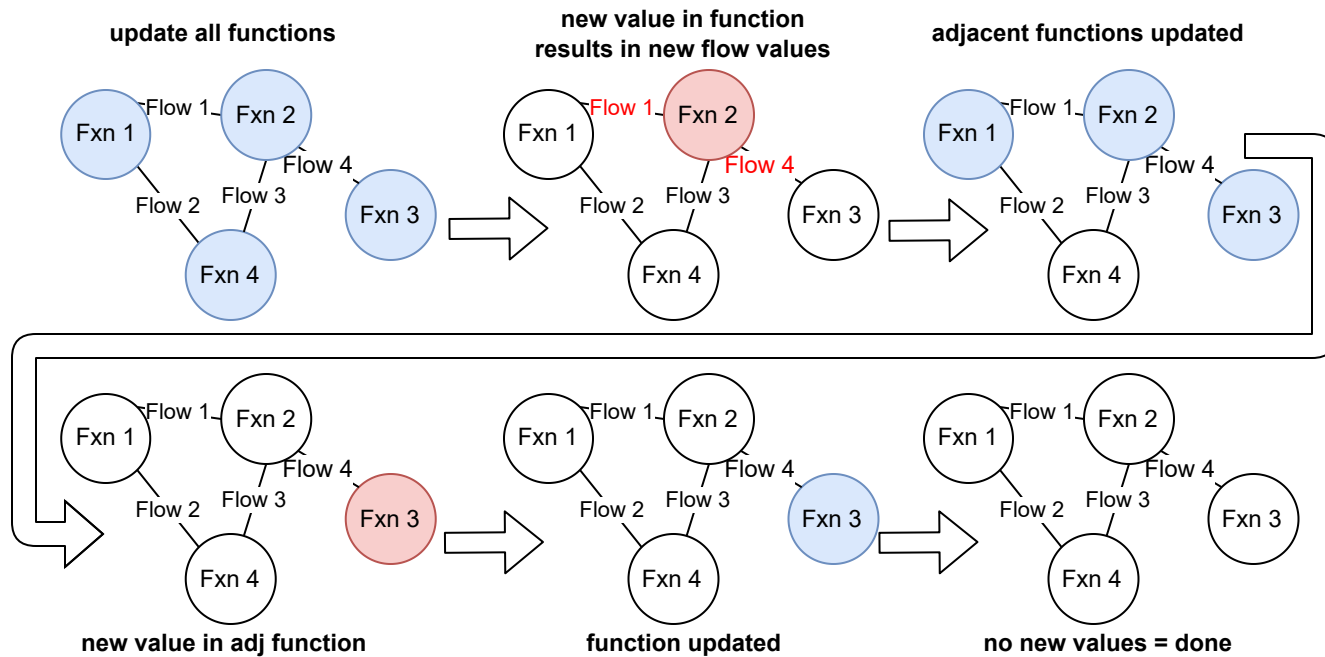 update all functions
Fxn 1
Flow 1
Fxn 2
Flow 4
Flow 2
Flow 3
Fxn 3
Fxn 4
new value in function
results in new flow values
Fxn 1
Flow 1
Fxn 2
Flow 4
Flow 2
Flow 3
Fxn 3
Fxn 4
adjacent functions updated
Fxn 1
Flow 1
Fxn 2
Flow 4
Flow 2
Flow 3
Fxn 3
Fxn 4
Fxn 1
Flow 1
Fxn 2
Flow 4
Flow 2
Flow 3
Fxn 3
Fxn 4
new value in adj function
Fxn 1
Flow 1
Fxn 2
Flow 4
Flow 2
Flow 3
Fxn 3
Fxn 4
function updated
Fxn 1
Flow 1
Fxn 2
Flow 4
Flow 2
Flow 3
Fxn 3
Fxn 4
no new values = done